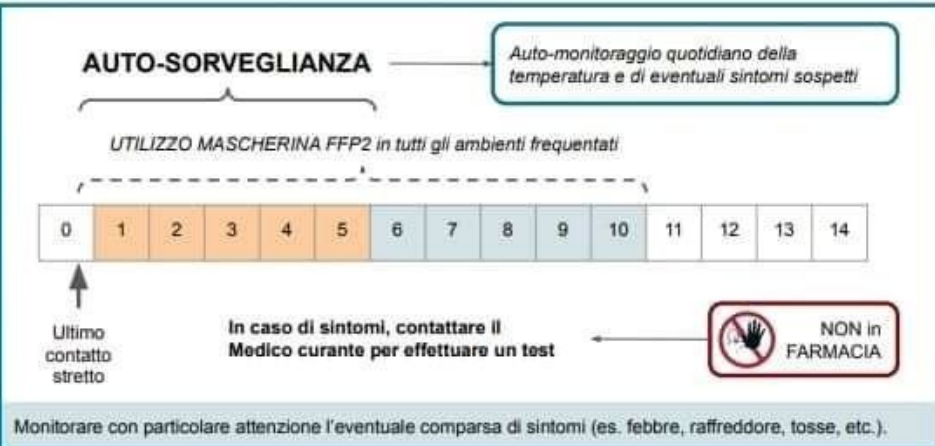 AUTO-SORVEGLIANZA
Auto-monitoraggio quotidiano della
temperatura e di eventuali sintomi sospetti
UTILIZZO MASCHERINA FFP2 in tutti gli ambienti frequentati
0 1 2 3 4 5 6 7 8 9 10 11 12 13 14
Ultimo
contatto
stretto
In caso di sintomi, contattare il
Medico curante per effettuare un test
NON in
FARMACIA
Monitorare con particolare attenzione l'eventuale comparsa di sintomi (es. febbre, raffreddore, tosse, etc.).